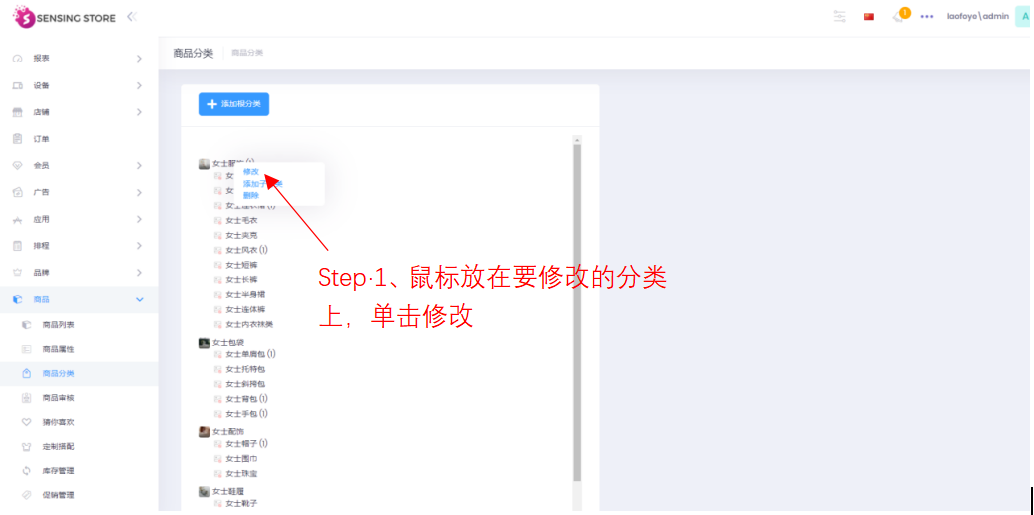 SENSING STORE
1
laofoye\admin
A
报表
设备
店铺
订单
会员
广告
应用
排程
品牌
商品
商品列表
商品属性
商品分类
商品审核
猜你喜欢
定制搭配
库存管理
促销管理
商品分类 商品分类
添加根分类
女士服饰 (1)
修改
添加子分类
删除
女
女
女士连衣裙 (1)
女士毛衣
女士夹克
女士风衣 (1)
女士短裤
女士长裤
女士半身裙
女士连体裤
女士内衣袜类
女士包袋
女士单肩包 (1)
女士托特包
女士斜挎包
女士背包 (1)
女士手包 (1)
女士配饰
女士帽子 (1)
女士围巾
女士珠宝
女士鞋履
女士靴子
Step·1、鼠标放在要修改的分类
上，单击修改